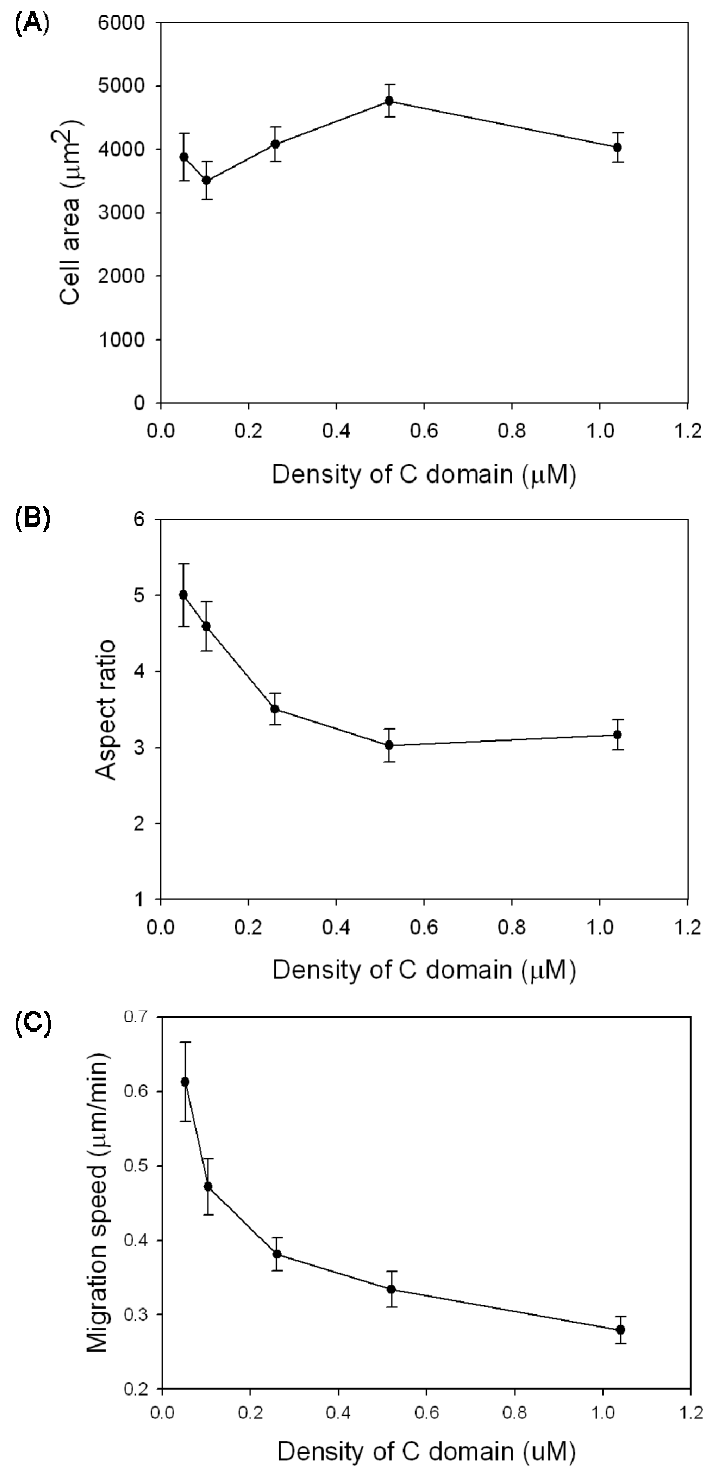 (A)
Cell area (μm2)
6000
5000
4000
3000
2000
1000
0
0.0 0.2 0.4 0.6 0.8 1.0 1.2
Density of C domain (μM)
(B)
Aspect ratio
6
5
4
3
2
1
0.0 0.2 0.4 0.6 0.8 1.0 1.2
Density of C domain (μM)
(C)
Migration speed (μm/min)
0.7
0.6
0.5
0.4
0.3
0.2
0.0 0.2 0.4 0.6 0.8 1.0 1.2
Density of C domain (uM)